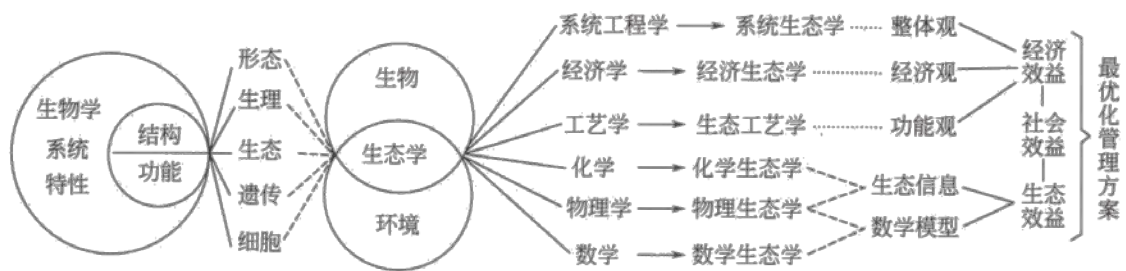 生物学
系统
特性
结构
功能
形态
生理
生态
遗传
细胞
生物
生态学
环境
系统工程学 系统生态学 整体观
经济学 经济生态学 经济观
工艺学 生态工艺学 功能观
化学 化学生态学
物理学 物理生态学
数学 数学生态学
生态信息
数学模型
经济
效益
社会
效益
生态
效益
最优化管理方案